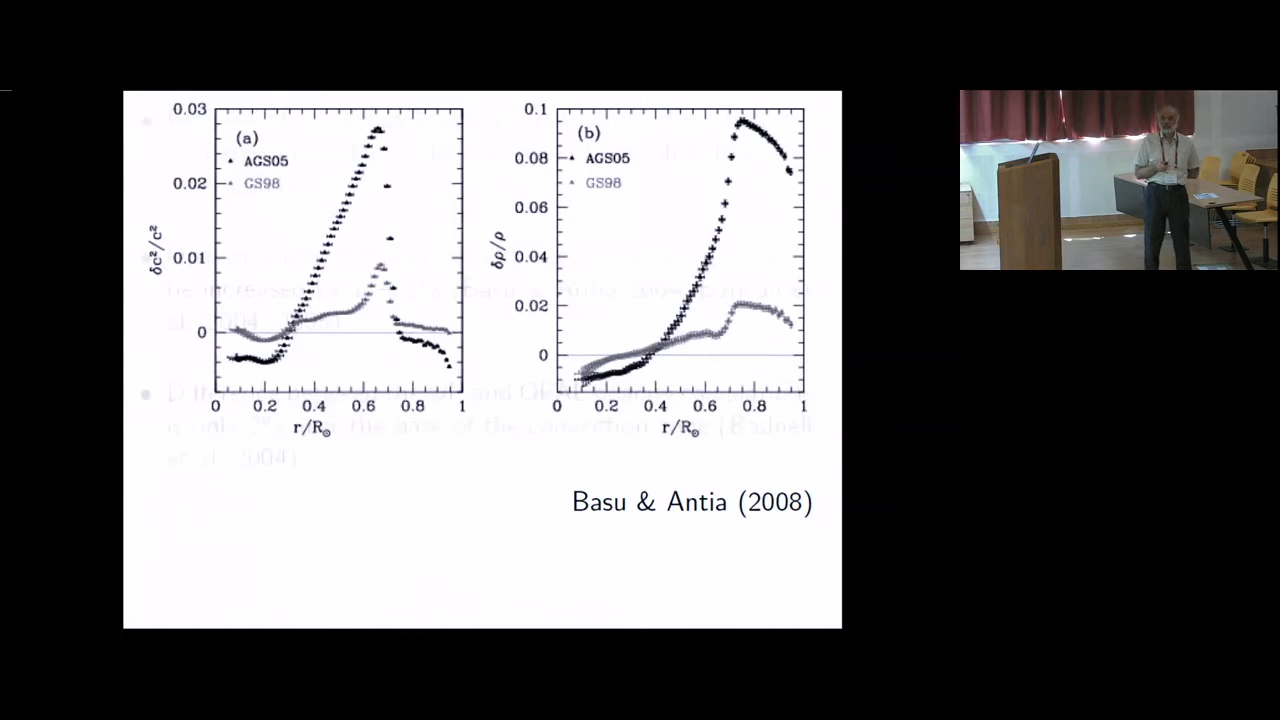 0.03
0.02
0.01
0
(a)
AGS05
GS98
δc²/c²
0 0.2 0.4 0.6 0.8 1
r/R⊙
0.1
0.08
0.06
0.04
0.02
0
(b)
AGS05
GS98
δρ/ρ
0 0.2 0.4 0.6 0.8 1
r/R⊙
Basu & Antia (2008)